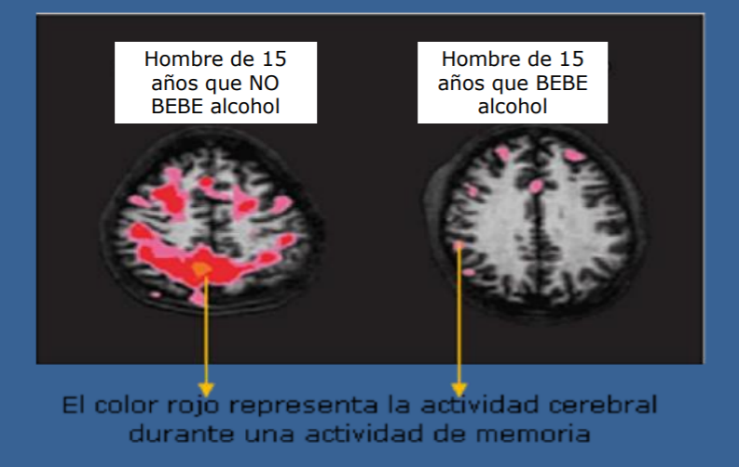 Hombre de 15
años que NO
BEBE alcohol
Hombre de 15
años que BEBE
alcohol
El color rojo representa la actividad cerebral
durante una actividad de memoria